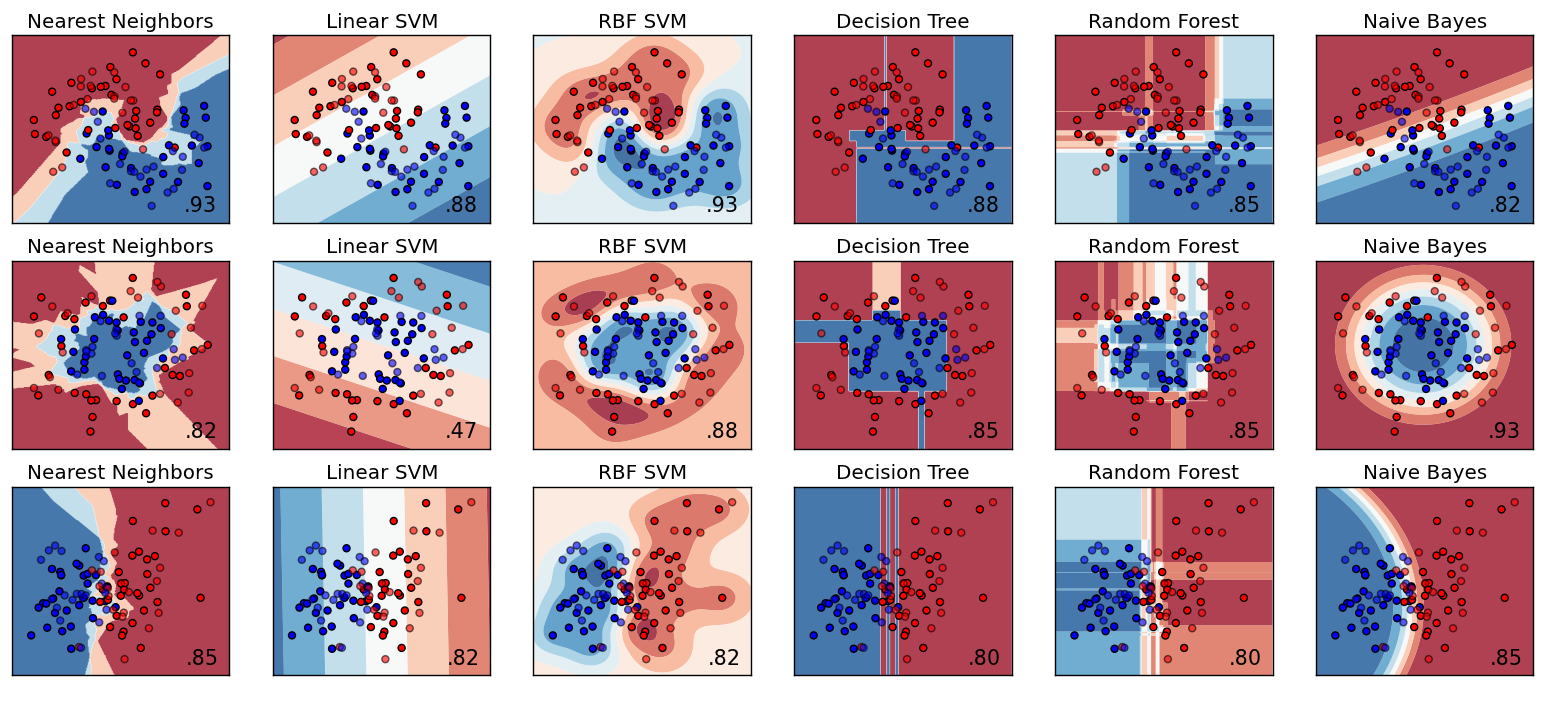 Nearest Neighbors Linear SVM RBF SVM Decision Tree Random Forest Naive Bayes
.93 .88 .93 .88 .85 .82
Nearest Neighbors Linear SVM RBF SVM Decision Tree Random Forest Naive Bayes
.82 .47 .88 .85 .85 .93
Nearest Neighbors Linear SVM RBF SVM Decision Tree Random Forest Naive Bayes
.85 .82 .82 .80 .80 .85